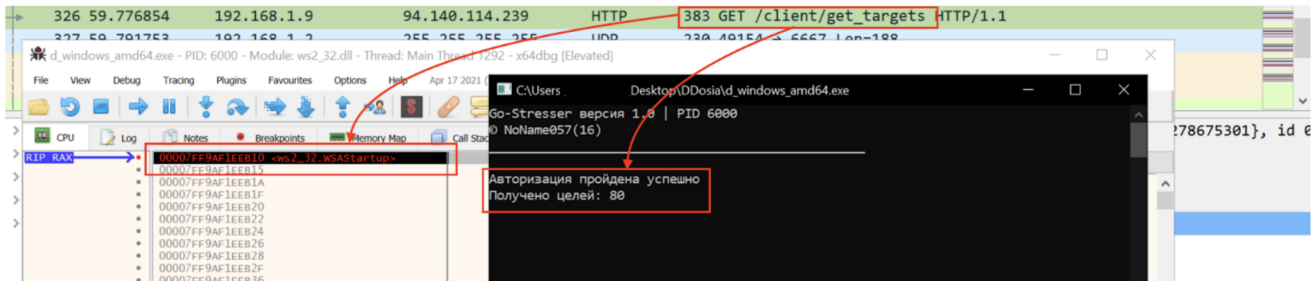 326 59.776854 192.168.1.9 94.140.114.239 HTTP 383 GET /client/get_targets HTTP/1.1
327 59.791753 192.168.1.2 255.255.255.255 UDP 230 49154 → 6667 Len=188
d_windows_amd64.exe - PID: 6000 - Module: ws2_32.dll - Thread: Main Thread 1292 - x64dbg [Elevated]
File View Debug Tracing Plugins Favourites Options Help Apr 17 2021 (
C:\Users Desktop\DDosia\d_windows_amd64.exe
Go-Stresser версия 1.0 | PID 6000
© NoName057(16)
278675301}, id 0
CPU Log Notes Breakpoints Memory Map Call Stac
RIP RAX
00007FF9AF1EEB10 <ws2_32.WSAStartup>
00007FF9AF1EEB15
00007FF9AF1EEB1A
00007FF9AF1EEB1F
00007FF9AF1EEB20
00007FF9AF1EEB22
00007FF9AF1EEB24
00007FF9AF1EEB26
00007FF9AF1EEB28
00007FF9AF1EEB2F
00007FF9AF1EEB36
Авторизация пройдена успешно
Получено целей: 80